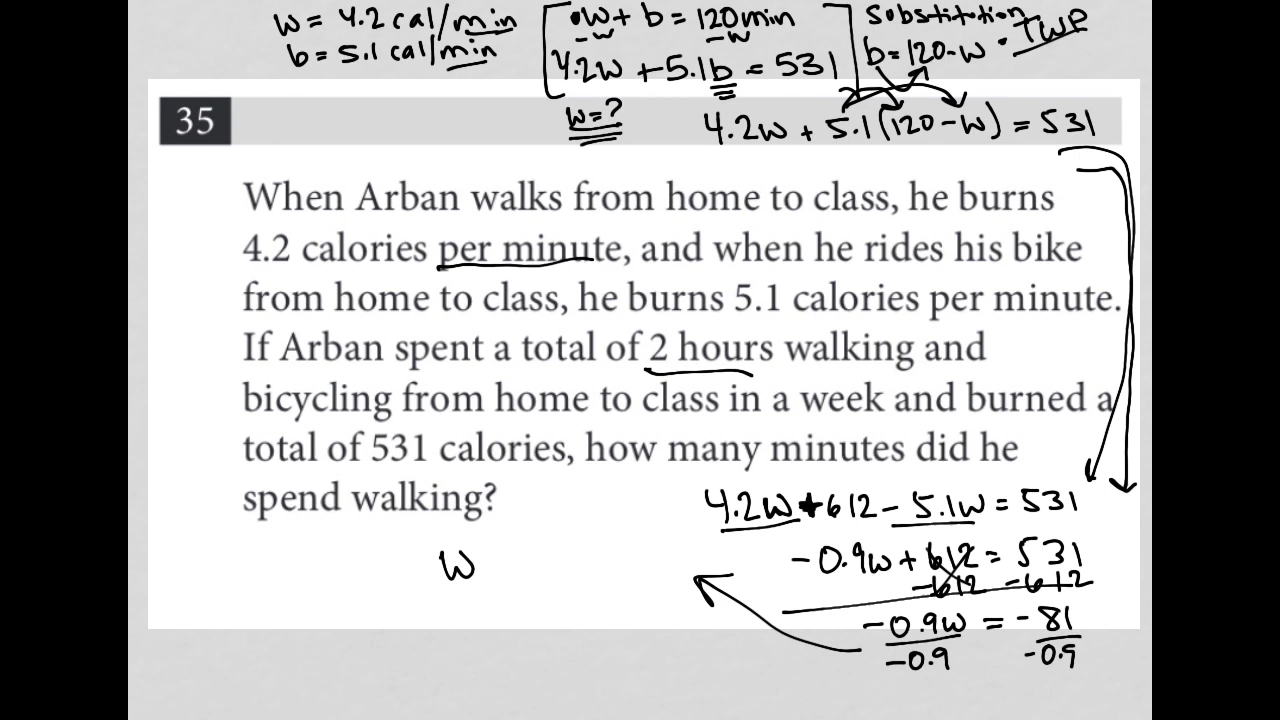 w = 4.2 cal/min
b = 5.1 cal/min
w + b = 120 min
-w -w
4.2w + 5.1b = 531
w = ?
substitution
b = 120 - w • TWP
4.2w + 5.1(120 - w) = 531
35
When Arban walks from home to class, he burns
4.2 calories per minute, and when he rides his bike
from home to class, he burns 5.1 calories per minute.
If Arban spent a total of 2 hours walking and
bicycling from home to class in a week and burned a
total of 531 calories, how many minutes did he
spend walking?
w
4.2w + 612 - 5.1w = 531
-0.9w + 612 = 531
-612 -612
-0.9w = -81
-0.9 -0.9